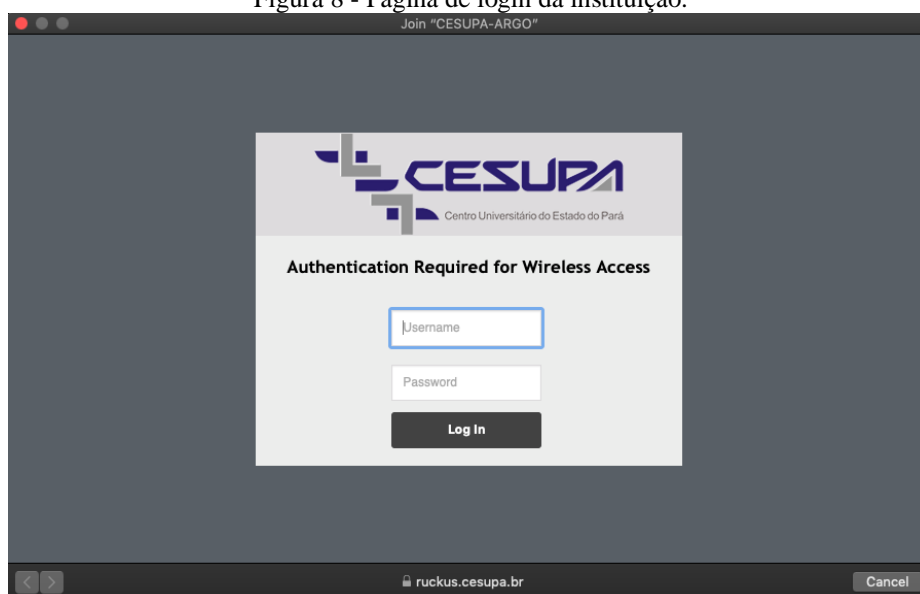 Figura 8 - Página de login da instituição.
Join "CESUPA-ARGO"
CESUPA
Centro Universitário do Estado do Pará
Authentication Required for Wireless Access
Username
Password
Log In
ruckus.cesupa.br
Cancel